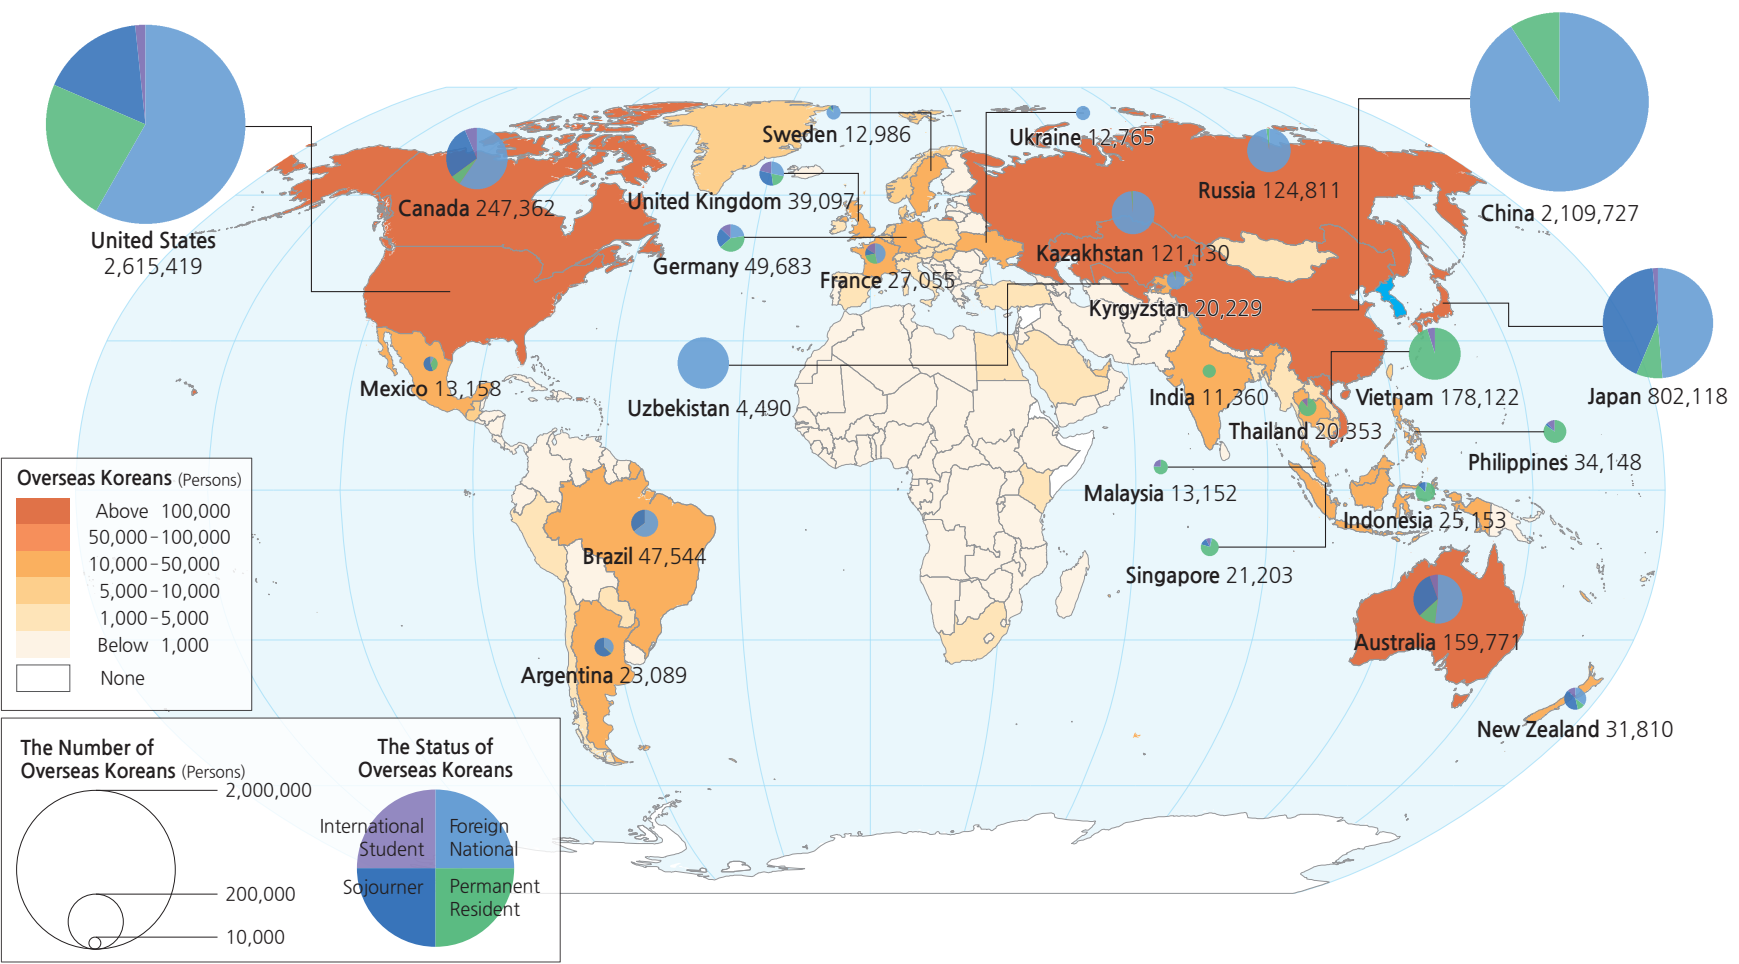 United States
2,615,419
Canada 247,362
Mexico 13,158
Brazil 47,544
Argentina 23,089
Sweden 12,986
United Kingdom 39,097
Germany 49,683
France 27,055
Uzbekistan 4,490
Ukraine 12,765
Russia 124,811
Kazakhstan 121,130
Kyrgyzstan 20,229
China 2,109,727
Japan 802,118
India 11,360
Vietnam 178,122
Thailand 20,353
Philippines 34,148
Malaysia 13,152
Indonesia 25,153
Singapore 21,203
Australia 159,771
New Zealand 31,810
Overseas Koreans (Persons)
Above 100,000
50,000–100,000
10,000–50,000
5,000–10,000
1,000–5,000
Below 1,000
None
The Number of
Overseas Koreans (Persons)
2,000,000
200,000
10,000
The Status of
Overseas Koreans
International
Student
Foreign
National
Sojourner
Permanent
Resident